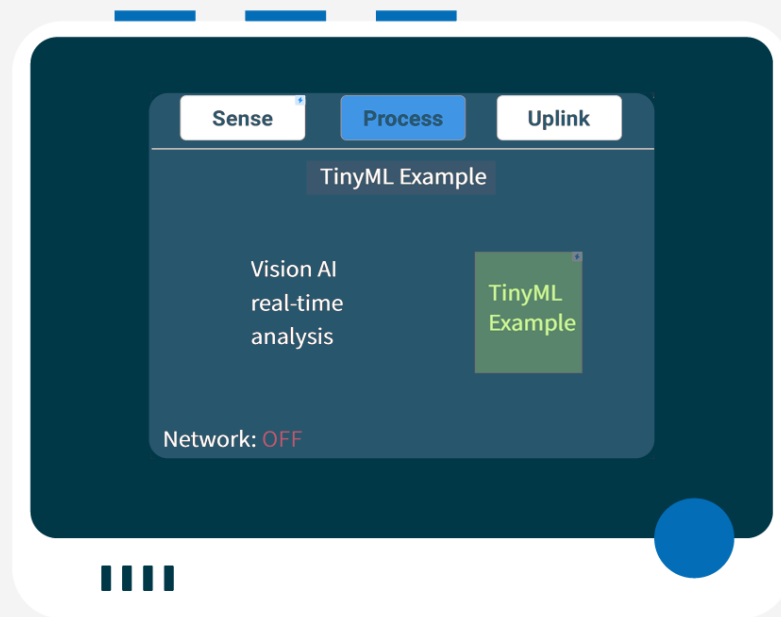 Sense Process Uplink
TinyML Example
Vision AI
real-time
analysis
TinyML
Example
Network: OFF